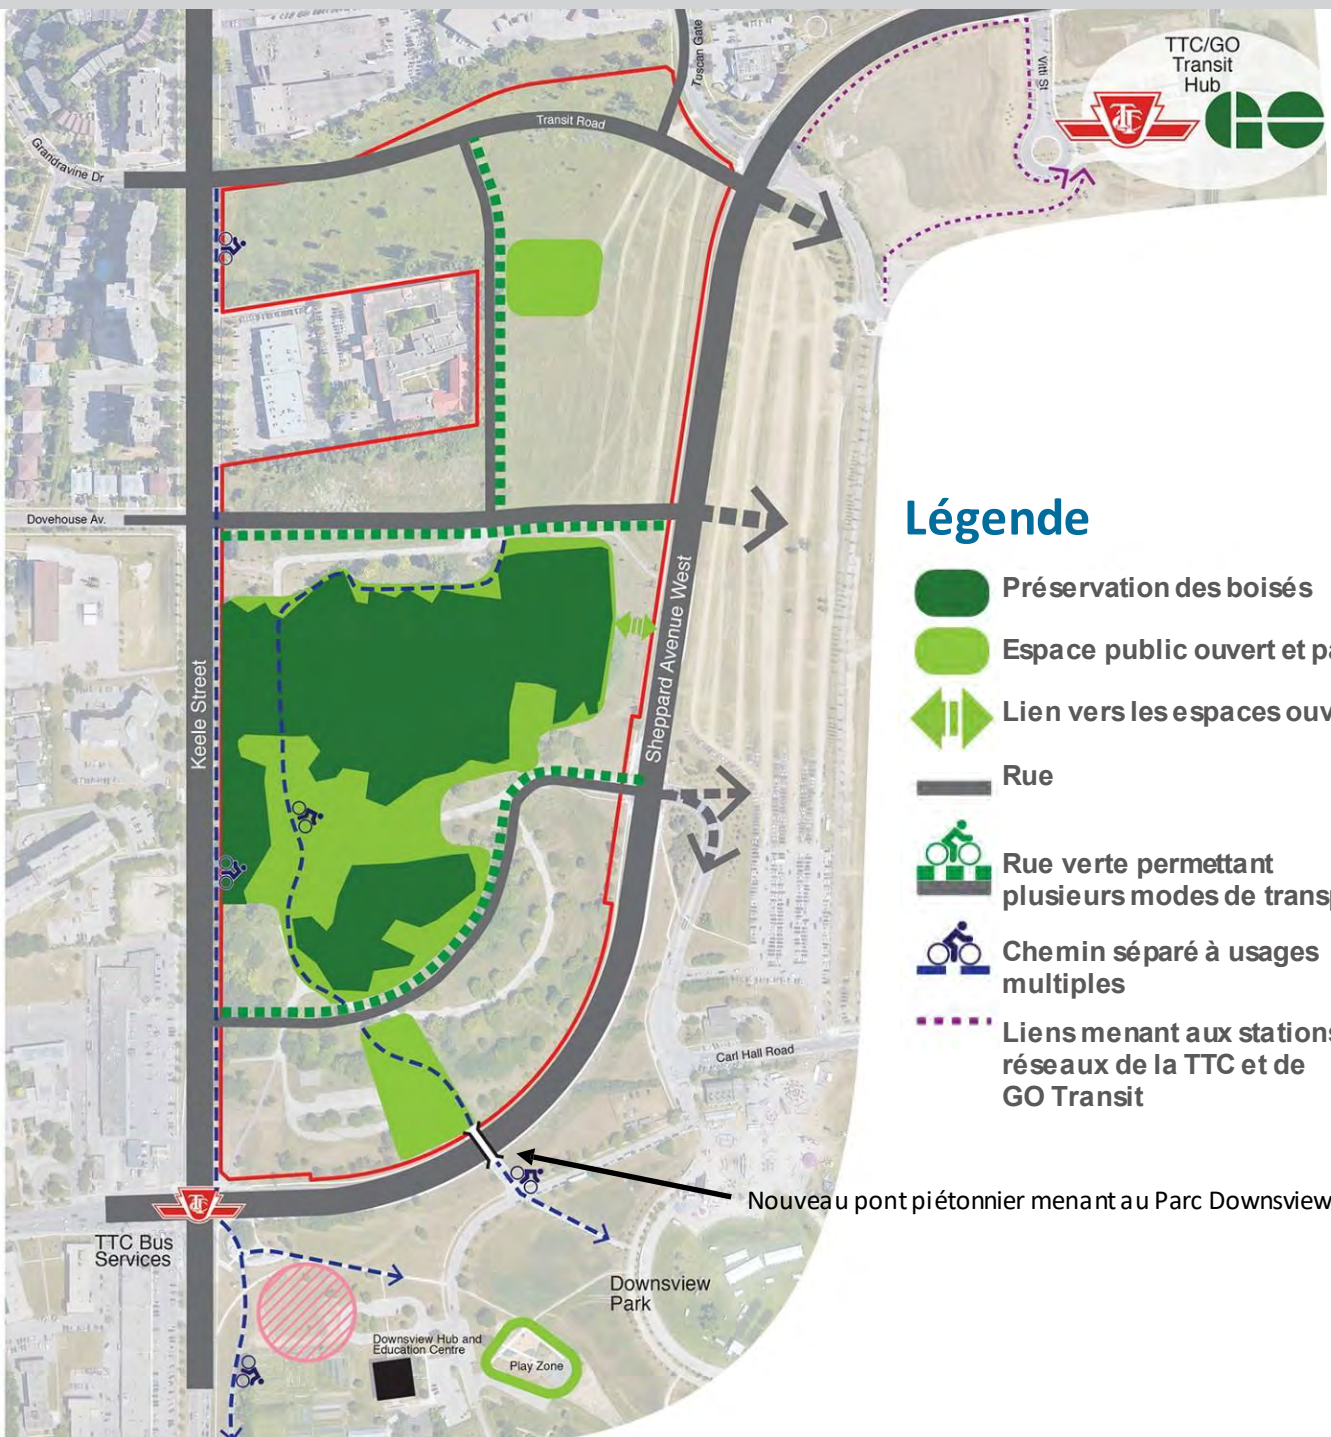 TTC/GO
Transit
Hub
Vitti St
Tuscan Gate
Transit Road
Grandravine Dr
Dovehouse Av.
Keele Street
Sheppard Avenue West
Légende
Préservation des boisés
Espace public ouvert et
Lien vers les espaces
Rue
Rue verte permettant
plusieurs modes de
Chemin séparé à usages
multiples
Liens menant aux stations
réseaux de la TTC et de
GO Transit
Carl Hall Road
Nouveau pont piétonnier menant au Parc Downsview
TTC Bus
Services
Downsview
Park
Downsview Hub and
Education Centre
Play Zone